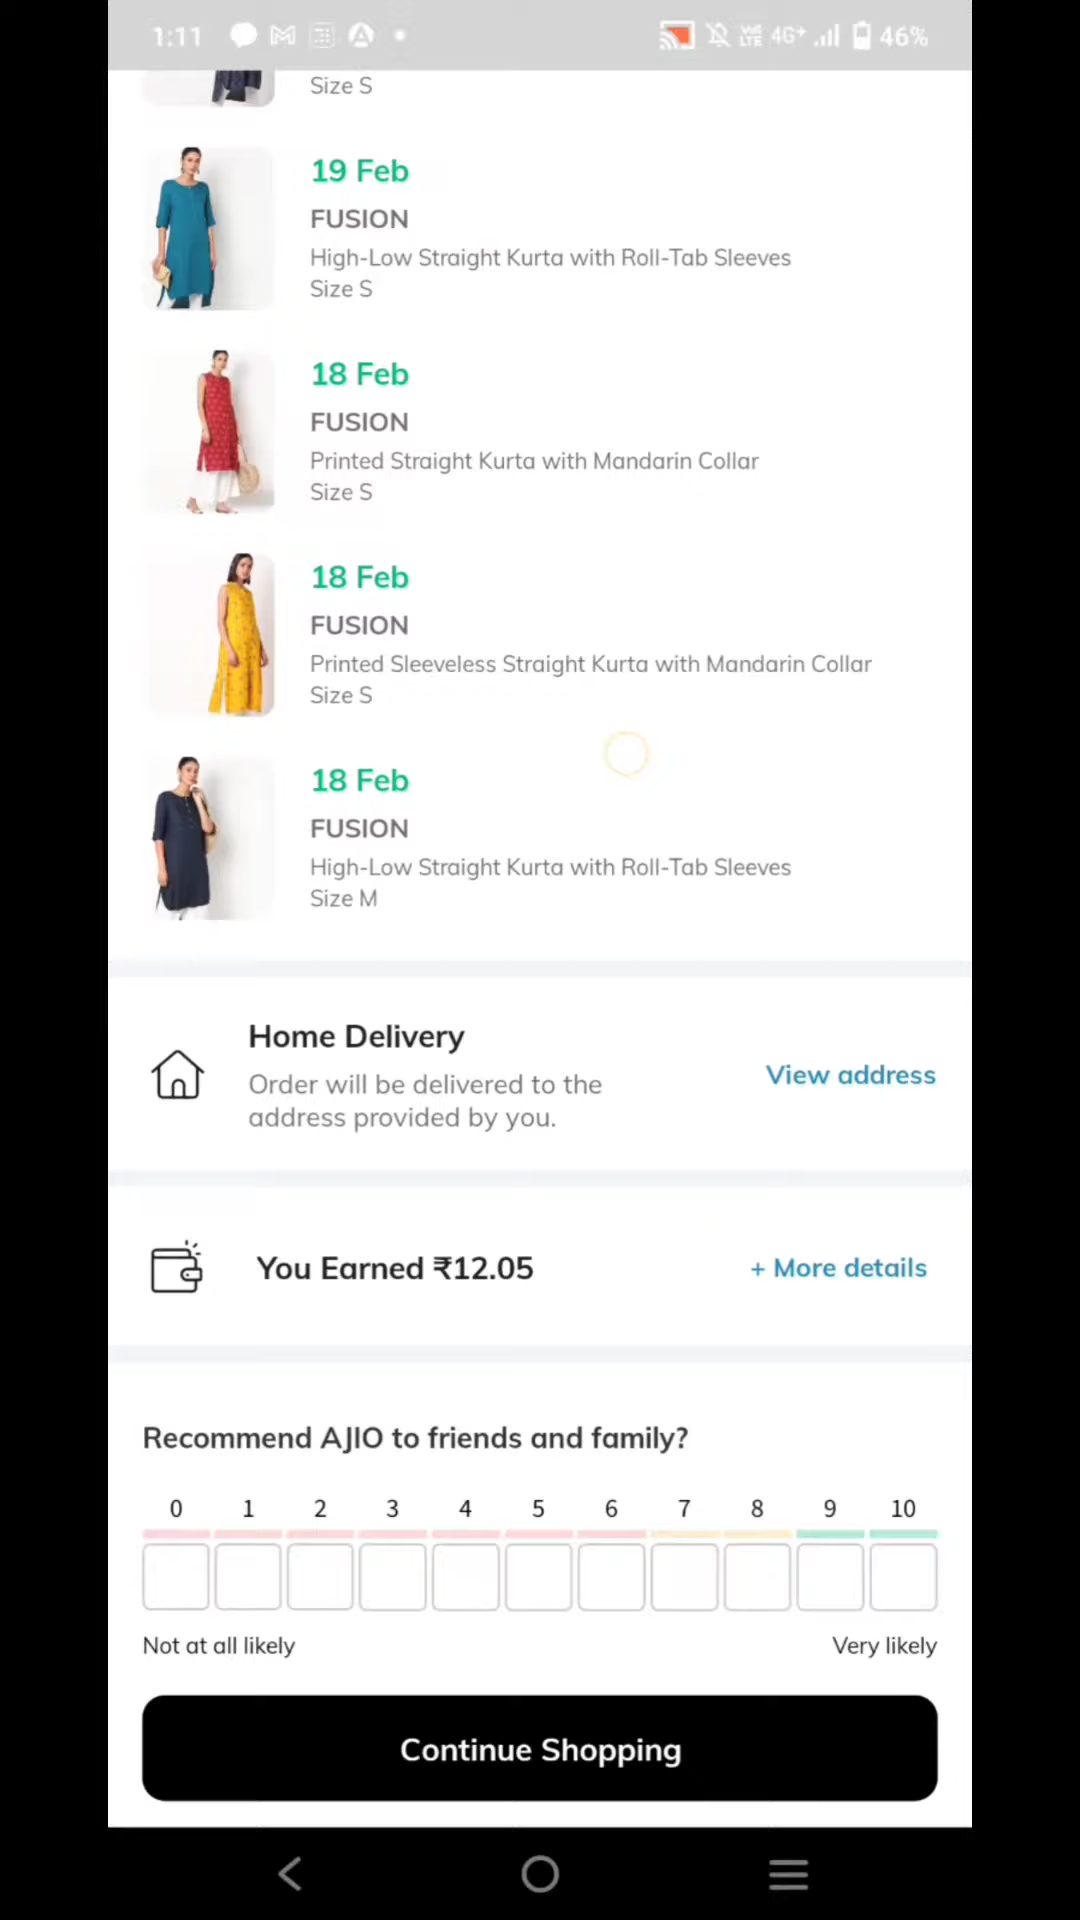 1:11
VoI) LTE 4G+ 46%
Size S
19 Feb
FUSION
High-Low Straight Kurta with Roll-Tab Sleeves
Size S
18 Feb
FUSION
Printed Straight Kurta with Mandarin Collar
Size S
18 Feb
FUSION
Printed Sleeveless Straight Kurta with Mandarin Collar
Size S
18 Feb
FUSION
High-Low Straight Kurta with Roll-Tab Sleeves
Size M
Home Delivery
Order will be delivered to the
address provided by you.
View address
You Earned ₹12.05
+ More details
Recommend AJIO to friends and family?
0 1 2 3 4 5 6 7 8 9 10
Not at all likely Very likely
Continue Shopping